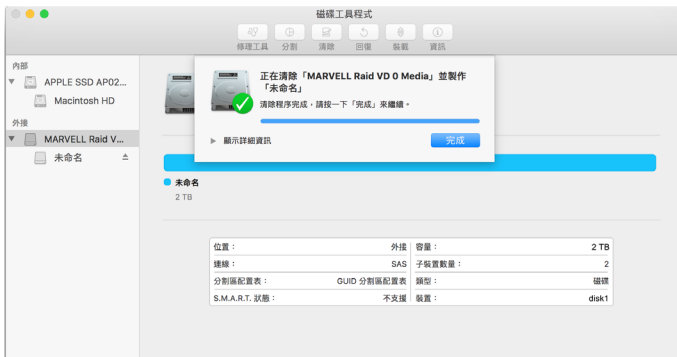 磁碟工具程式
修理工具 分割 清除 回復 裝載 資訊
內部
APPLE SSD AP02...
Macintosh HD
外接
MARVELL Raid V...
未命名
正在清除「MARVELL Raid VD 0 Media」並製作
「未命名」
清除程序完成，請按一下「完成」來繼續。
顯示詳細資訊
完成
未命名
2 TB
位置： 外接 容量： 2 TB
連線： SAS 子裝置數量： 2
分割區配置表： GUID 分割區配置表 類型： 磁碟
S.M.A.R.T. 狀態： 不支援 裝置： disk1